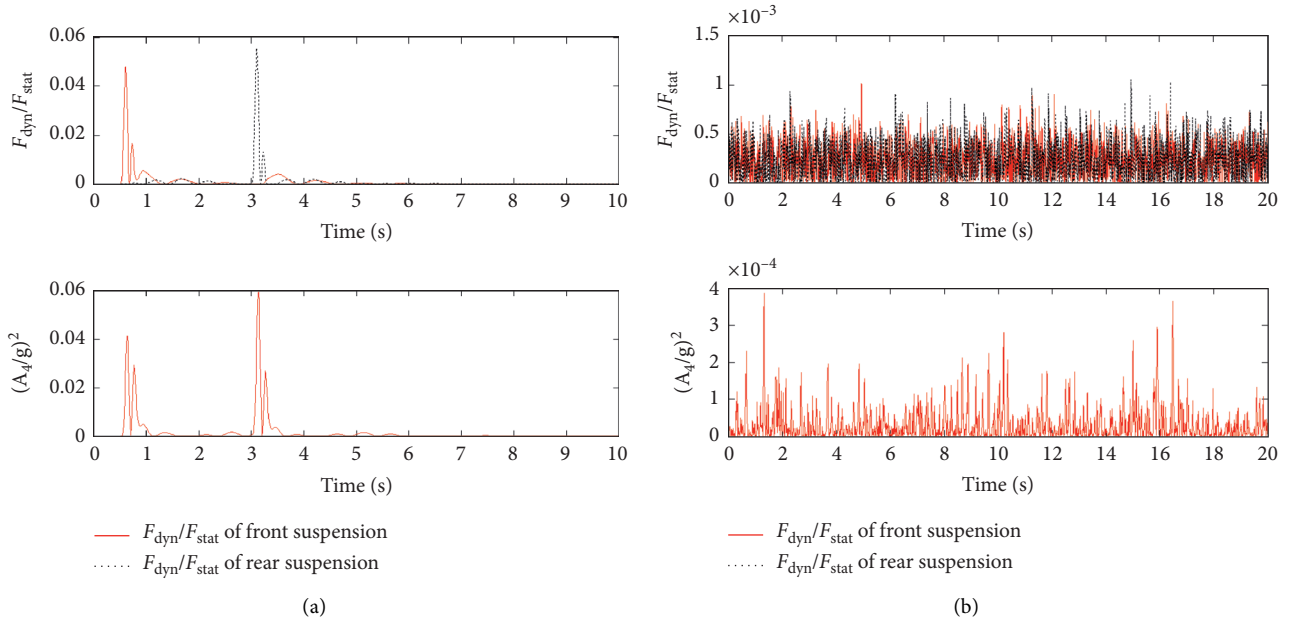 0.06
0.04
0.02
0
F_dyn/F_stat
0 1 2 3 4 5 6 7 8 9 10
Time (s)
0.06
0.04
0.02
0
(A_4/g)^2
0 1 2 3 4 5 6 7 8 9 10
Time (s)
F_dyn/F_stat of front suspension
F_dyn/F_stat of rear suspension
(a)
×10^−3
1.5
1
0.5
0
F_dyn/F_stat
0 2 4 6 8 10 12 14 16 18 20
Time (s)
×10^−4
4
3
2
1
0
(A_4/g)^2
0 2 4 6 8 10 12 14 16 18 20
Time (s)
F_dyn/F_stat of front suspension
F_dyn/F_stat of rear suspension
(b)